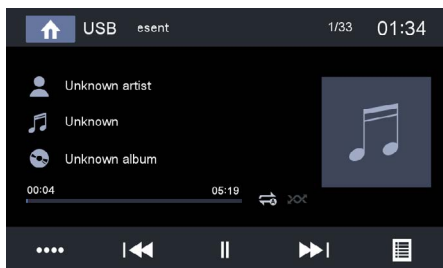 USB esent 1/33 01:34
Unknown artist
Unknown
Unknown album
00:04 05:19